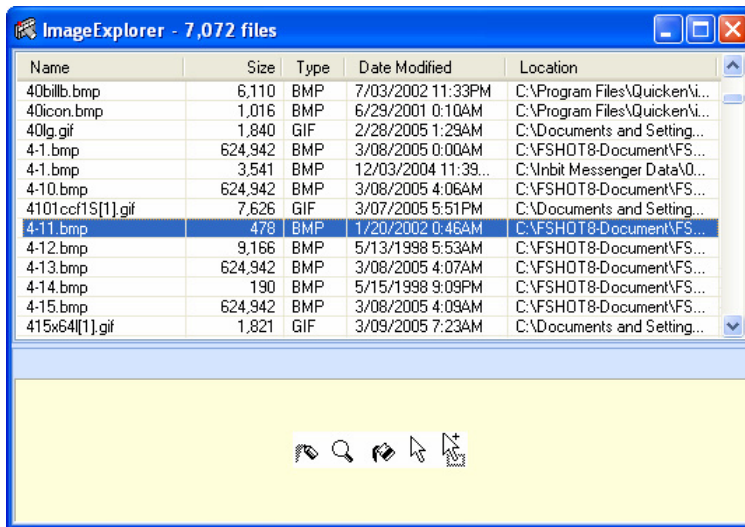 ImageExplorer - 7,072 files
Name Size Type Date Modified Location
40billb.bmp 6,110 BMP 7/03/2002 11:33PM C:\Program Files\Quicken\i...
40icon.bmp 1,016 BMP 6/29/2001 0:10AM C:\Program Files\Quicken\i...
40lg.gif 1,840 GIF 2/28/2005 1:29AM C:\Documents and Setting...
4-1.bmp 624,942 BMP 3/08/2005 0:00AM C:\FSHOT8-Document\FS...
4-1.bmp 3,541 BMP 12/03/2004 11:39... C:\Inbit Messenger Data\0...
4-10.bmp 624,942 BMP 3/08/2005 4:06AM C:\FSHOT8-Document\FS...
4101ccf1S[1].gif 7,626 GIF 3/07/2005 5:51PM C:\Documents and Setting...
4-11.bmp 478 BMP 1/20/2002 0:46AM C:\FSHOT8-Document\FS...
4-12.bmp 9,166 BMP 5/13/1998 5:53AM C:\FSHOT8-Document\FS...
4-13.bmp 624,942 BMP 3/08/2005 4:07AM C:\FSHOT8-Document\FS...
4-14.bmp 190 BMP 5/15/1998 9:09PM C:\FSHOT8-Document\FS...
4-15.bmp 624,942 BMP 3/08/2005 4:09AM C:\FSHOT8-Document\FS...
415x64l[1].gif 1,821 GIF 3/09/2005 7:23AM C:\Documents and Setting...